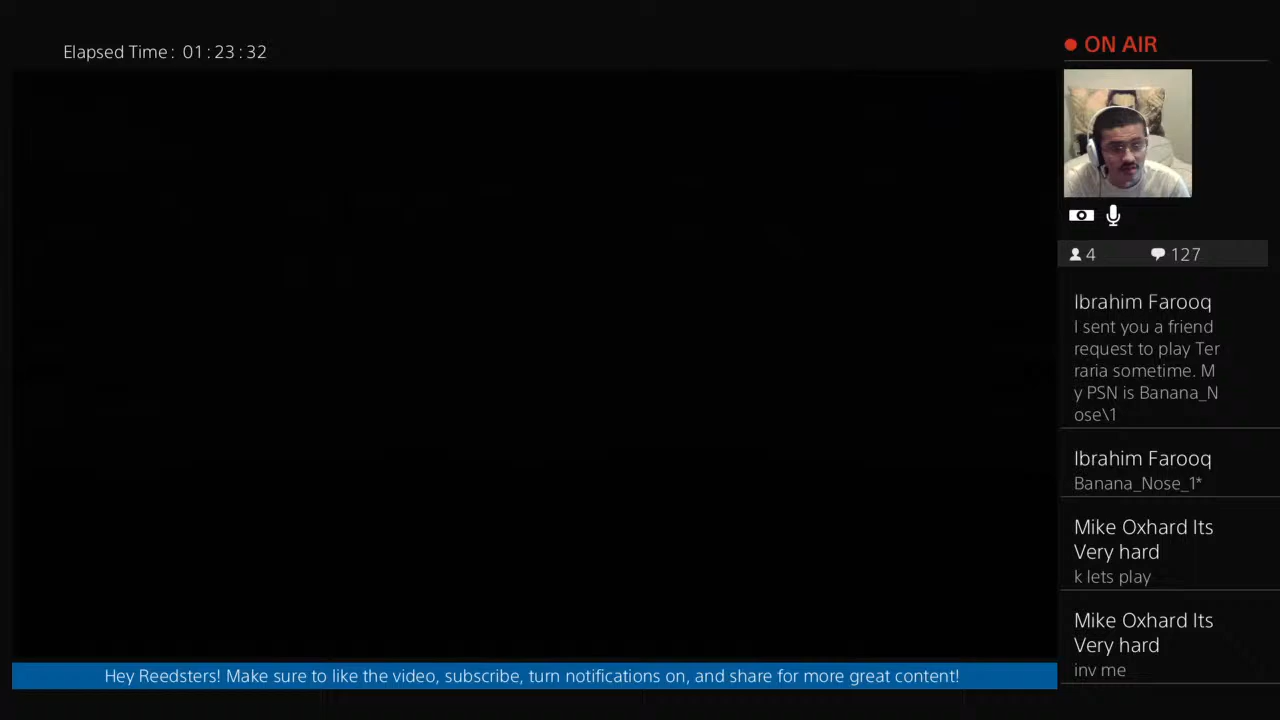 Elapsed Time: 01:23:32
ON AIR
4 127
Ibrahim Farooq
I sent you a friend
request to play Ter
raria sometime. M
y PSN is Banana_N
ose\1
Ibrahim Farooq
Banana_Nose_1*
Mike Oxhard Its
Very hard
k lets play
Mike Oxhard Its
Very hard
inv me
Hey Reedsters! Make sure to like the video, subscribe, turn notifications on, and share for more great content!